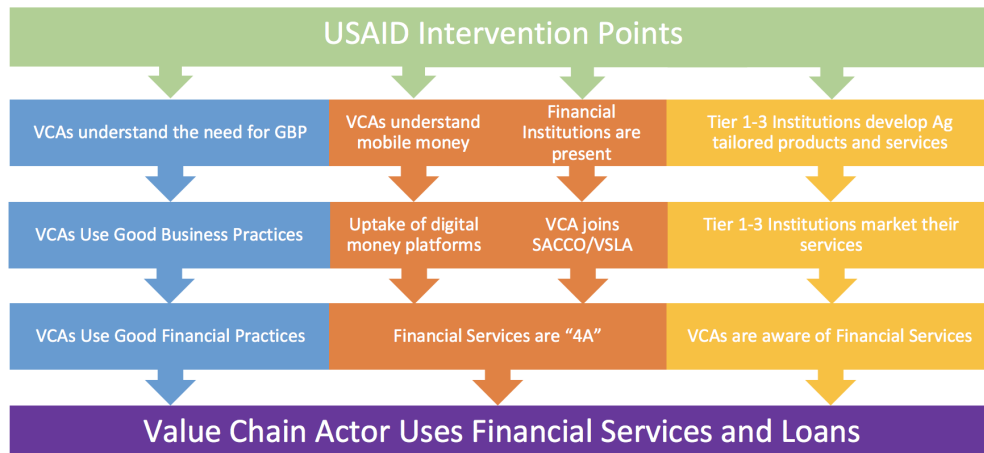 USAID Intervention Points
VCAs understand the need for GBP
VCAs understand
mobile money
Financial
Institutions are
present
Tier 1-3 Institutions develop Ag
tailored products and services
VCAs Use Good Business Practices
Uptake of digital
money platforms
VCA joins
SACCO/VSLA
Tier 1-3 Institutions market their
services
VCAs Use Good Financial Practices
Financial Services are “4A”
VCAs are aware of Financial Services
Value Chain Actor Uses Financial Services and Loans